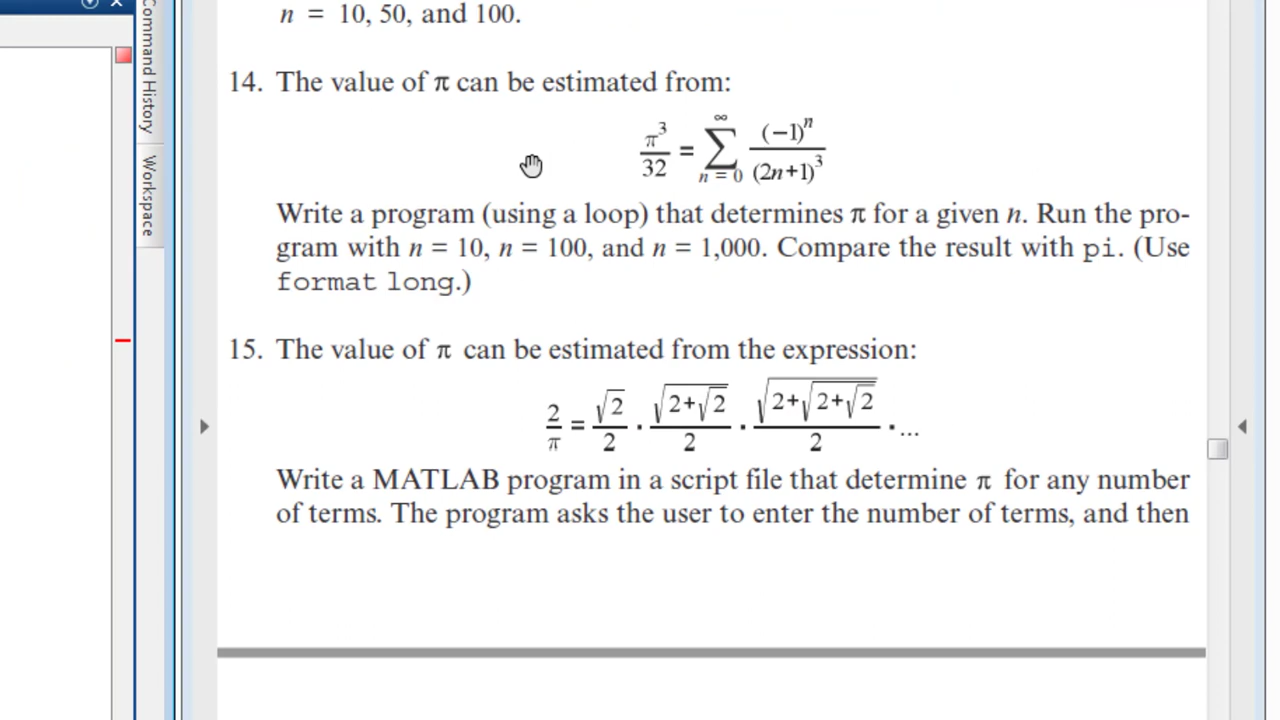 n = 10, 50, and 100.
Command History
Workspace
14. The value of π can be estimated from:
π³/32 = ∑_{n = 0}^{∞} (−1)ⁿ/(2n+1)³
Write a program (using a loop) that determines π for a given n. Run the pro-
gram with n = 10, n = 100, and n = 1,000. Compare the result with pi. (Use
format long.)
15. The value of π can be estimated from the expression:
2/π = √2/2 · √(2+√2)/2 · √(2+√(2+√2))/2 · ...
Write a MATLAB program in a script file that determine π for any number
of terms. The program asks the user to enter the number of terms, and then